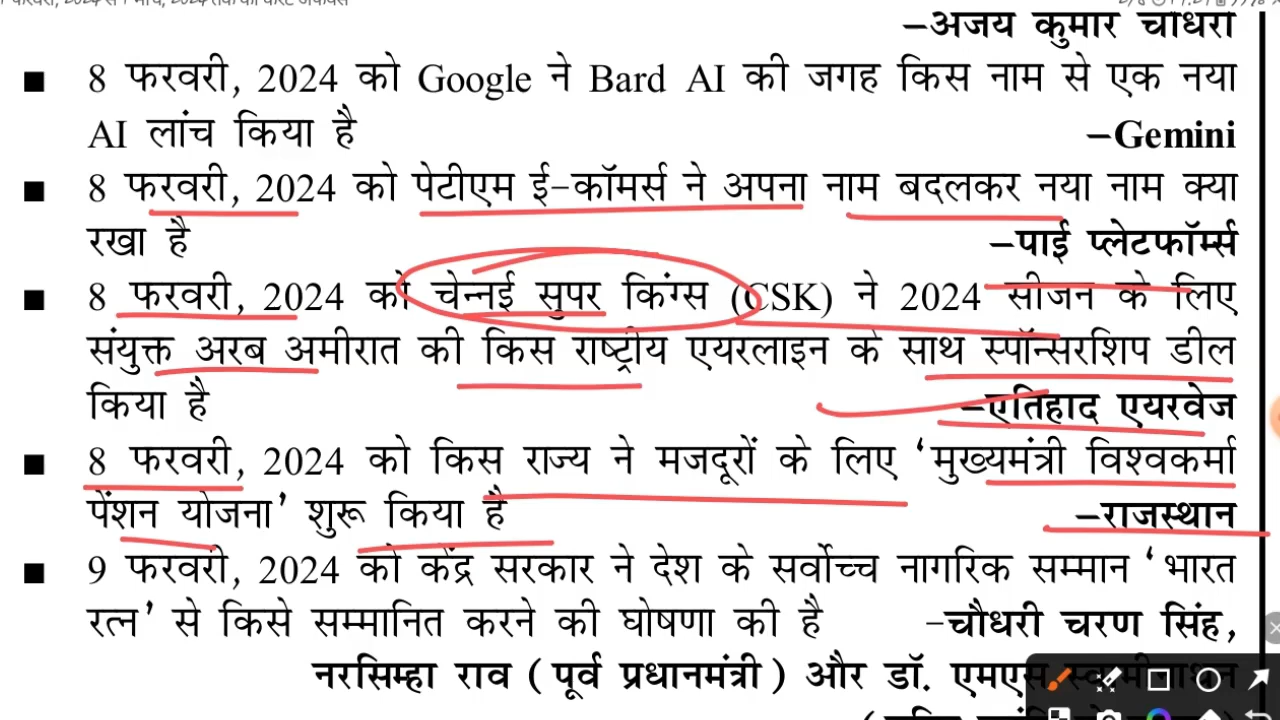 –अजय कुमार चौधरी
■ 8 फरवरी, 2024 को Google ने Bard AI की जगह किस नाम से एक नया
AI लांच किया है –Gemini
■ 8 फरवरी, 2024 को पेटीएम ई-कॉमर्स ने अपना नाम बदलकर नया नाम क्या
रखा है –पाई प्लेटफॉर्म्स
■ 8 फरवरी, 2024 को चेन्नई सुपर किंग्स (CSK) ने 2024 सीजन के लिए
संयुक्त अरब अमीरात की किस राष्ट्रीय एयरलाइन के साथ स्पॉन्सरशिप डील
किया है –एतिहाद एयरवेज
■ 8 फरवरी, 2024 को किस राज्य ने मजदूरों के लिए ‘मुख्यमंत्री विश्वकर्मा
पेंशन योजना’ शुरू किया है –राजस्थान
■ 9 फरवरी, 2024 को केंद्र सरकार ने देश के सर्वोच्च नागरिक सम्मान ‘भारत
रत्न’ से किसे सम्मानित करने की घोषणा की है -चौधरी चरण सिंह,
नरसिम्हा राव (पूर्व प्रधानमंत्री) और डॉ. एमएस स्वामीनाथन